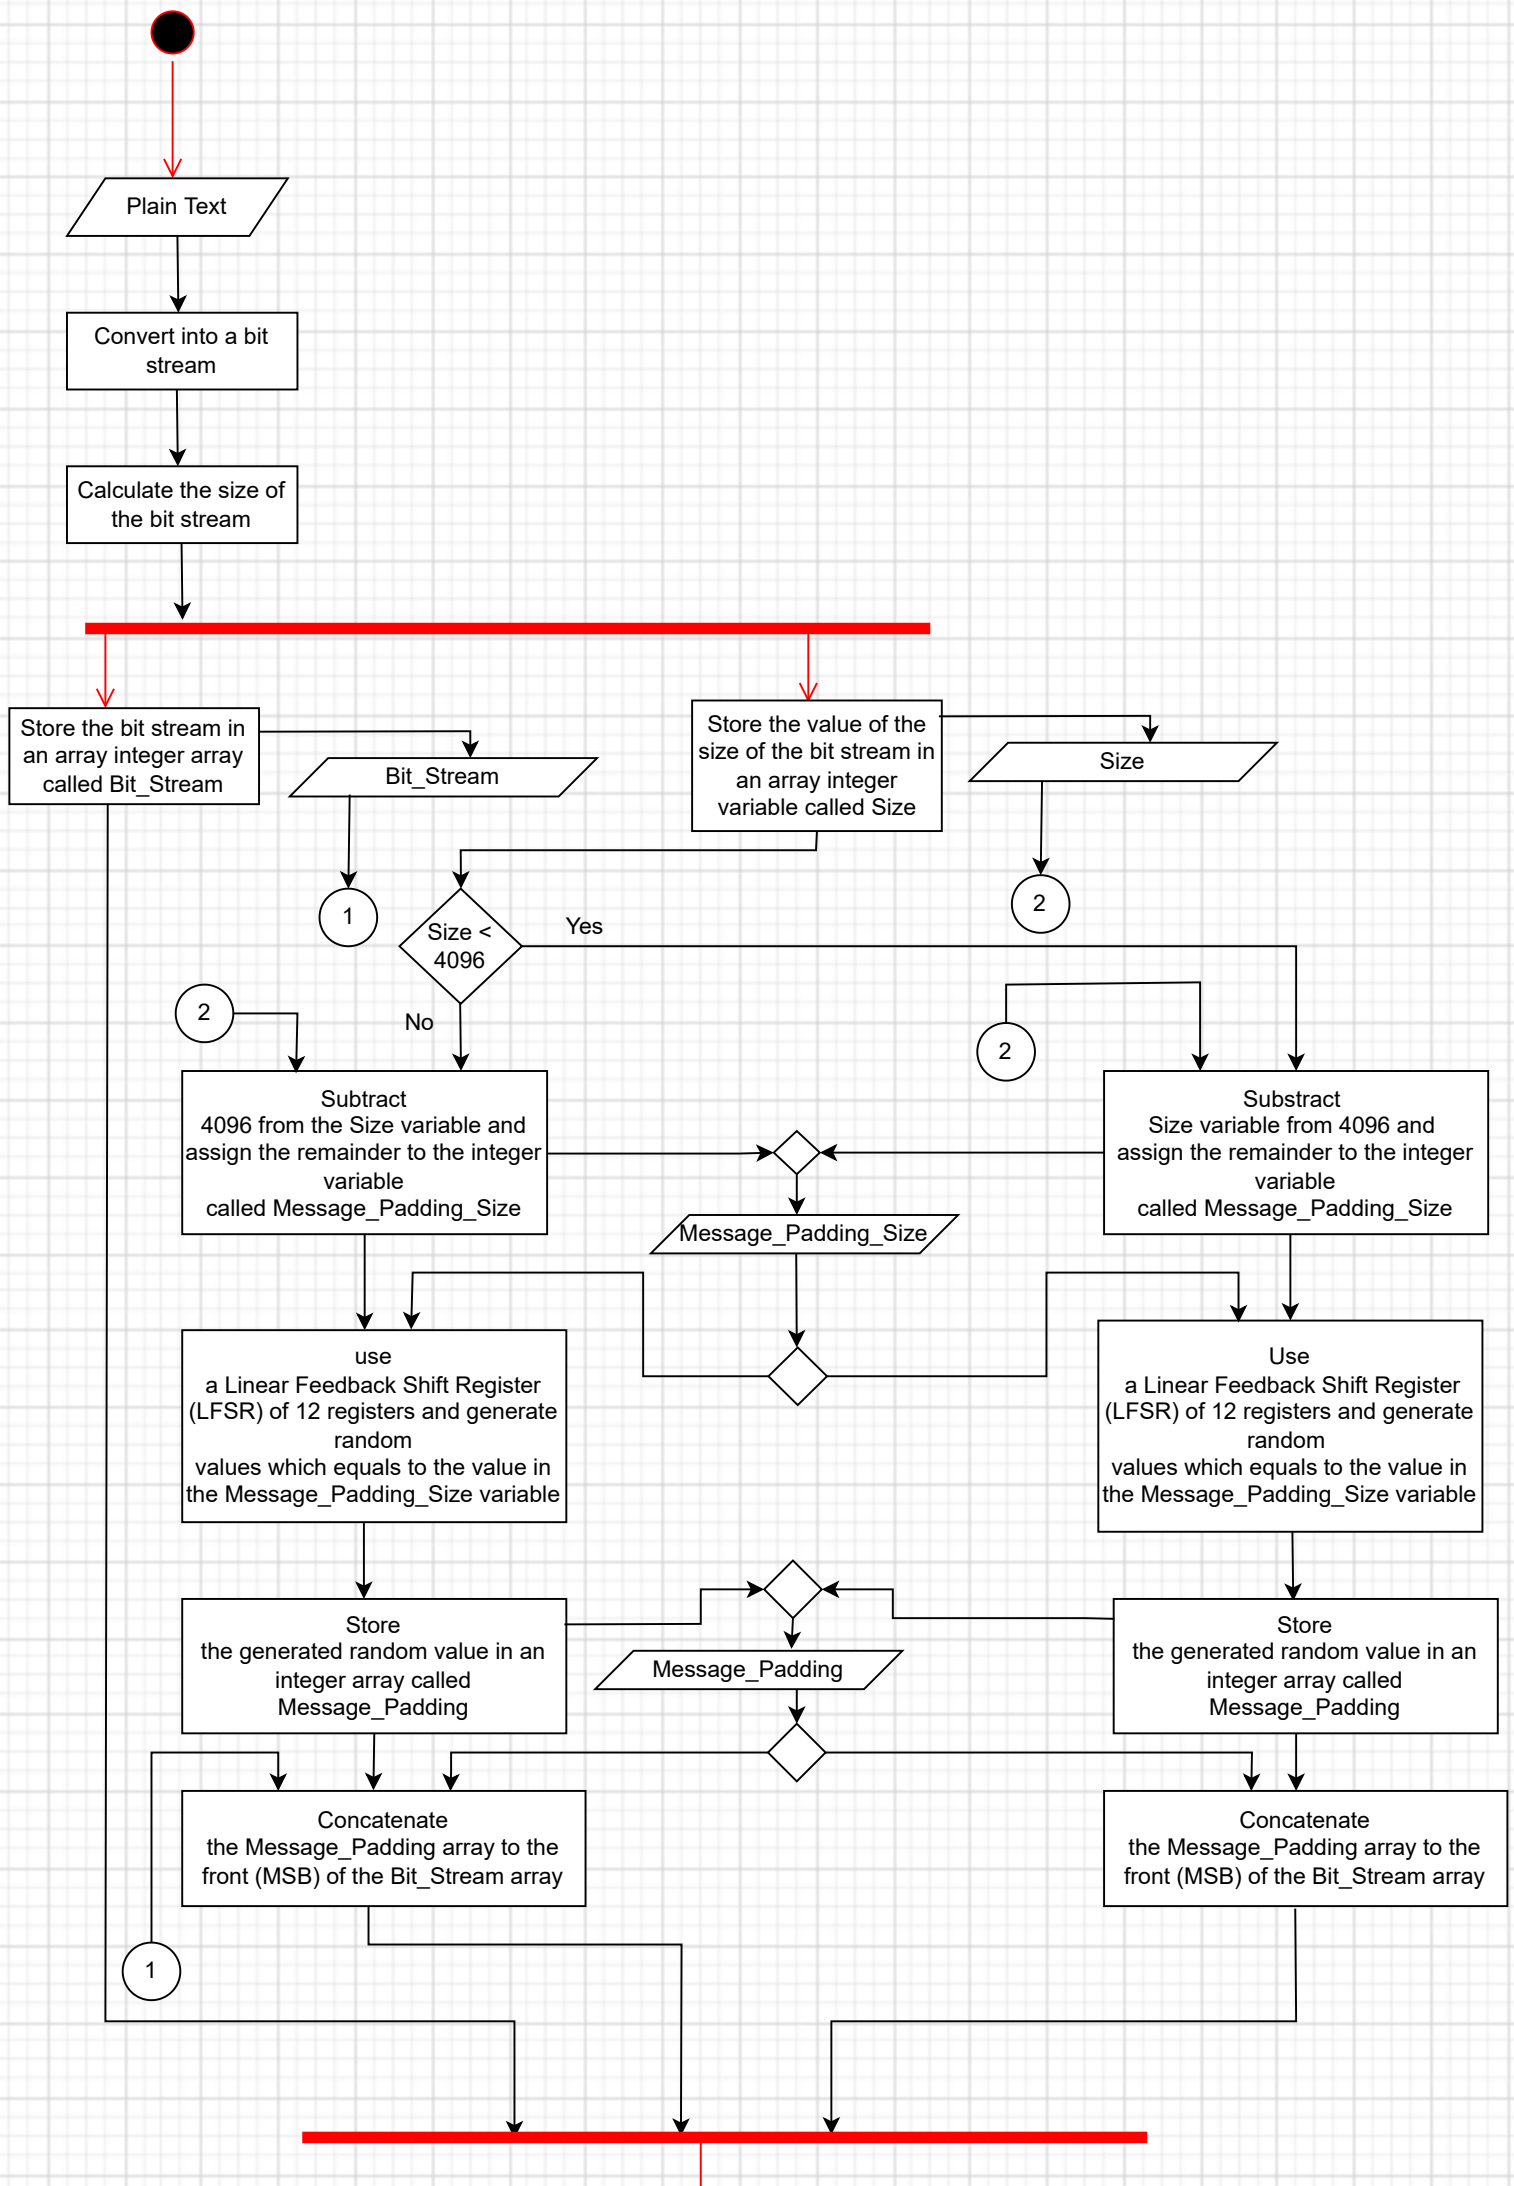 Plain Text
Convert into a bit
stream
Calculate the size of
the bit stream
Store the bit stream in
an array integer array
called Bit_Stream
Bit_Stream
Store the value of the
size of the bit stream in
an array integer
variable called Size
Size
1
2
Size <
4096
Yes
No
2
2
Subtract
4096 from the Size variable and
assign the remainder to the integer
variable
called Message_Padding_Size
Substract
Size variable from 4096 and
assign the remainder to the integer
variable
called Message_Padding_Size
Message_Padding_Size
use
a Linear Feedback Shift Register
(LFSR) of 12 registers and generate
random
values which equals to the value in
the Message_Padding_Size variable
Use
a Linear Feedback Shift Register
(LFSR) of 12 registers and generate
random
values which equals to the value in
the Message_Padding_Size variable
Store
the generated random value in an
integer array called
Message_Padding
Message_Padding
Store
the generated random value in an
integer array called
Message_Padding
Concatenate
the Message_Padding array to the
front (MSB) of the Bit_Stream array
Concatenate
the Message_Padding array to the
front (MSB) of the Bit_Stream array
1